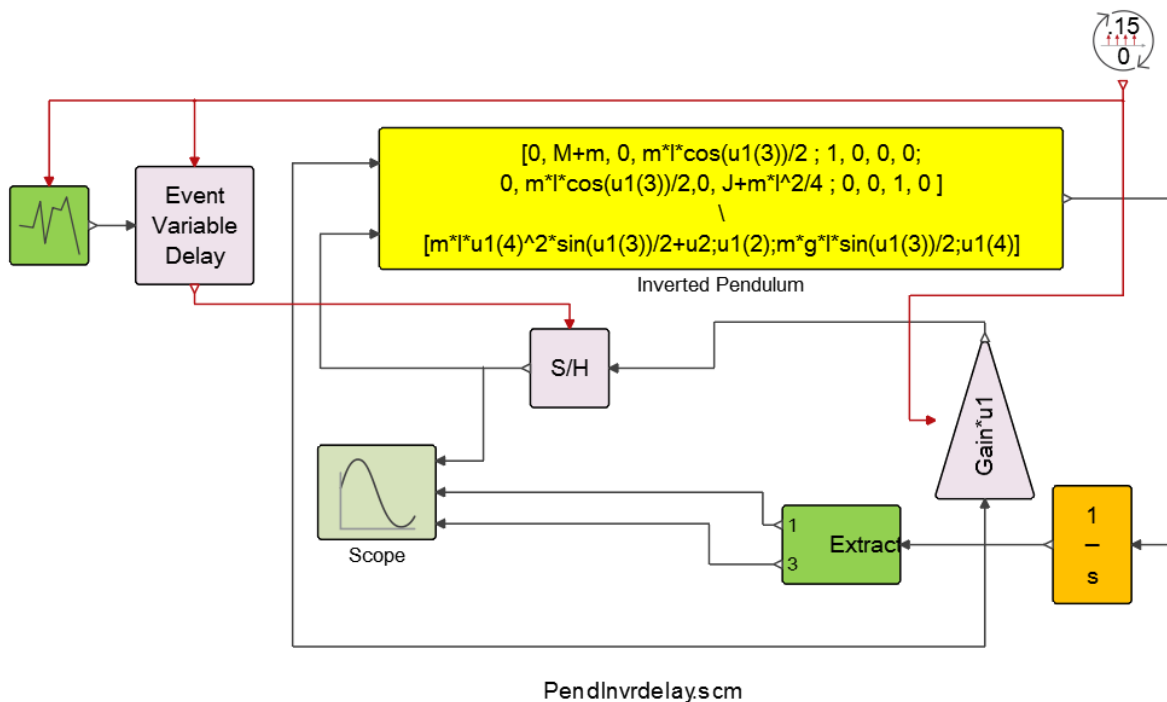 .15
0
Event
Variable
Delay
[0, M+m, 0, m*l*cos(u1(3))/2 ; 1, 0, 0, 0;
0, m*l*cos(u1(3))/2,0, J+m*l^2/4 ; 0, 0, 1, 0 ]
\
[m*l*u1(4)^2*sin(u1(3))/2+u2;u1(2);m*g*l*sin(u1(3))/2;u1(4)]
Inverted Pendulum
S/H
Gain*u1
Scope
1
Extract
3
1
s
PendInvrdelay.scm